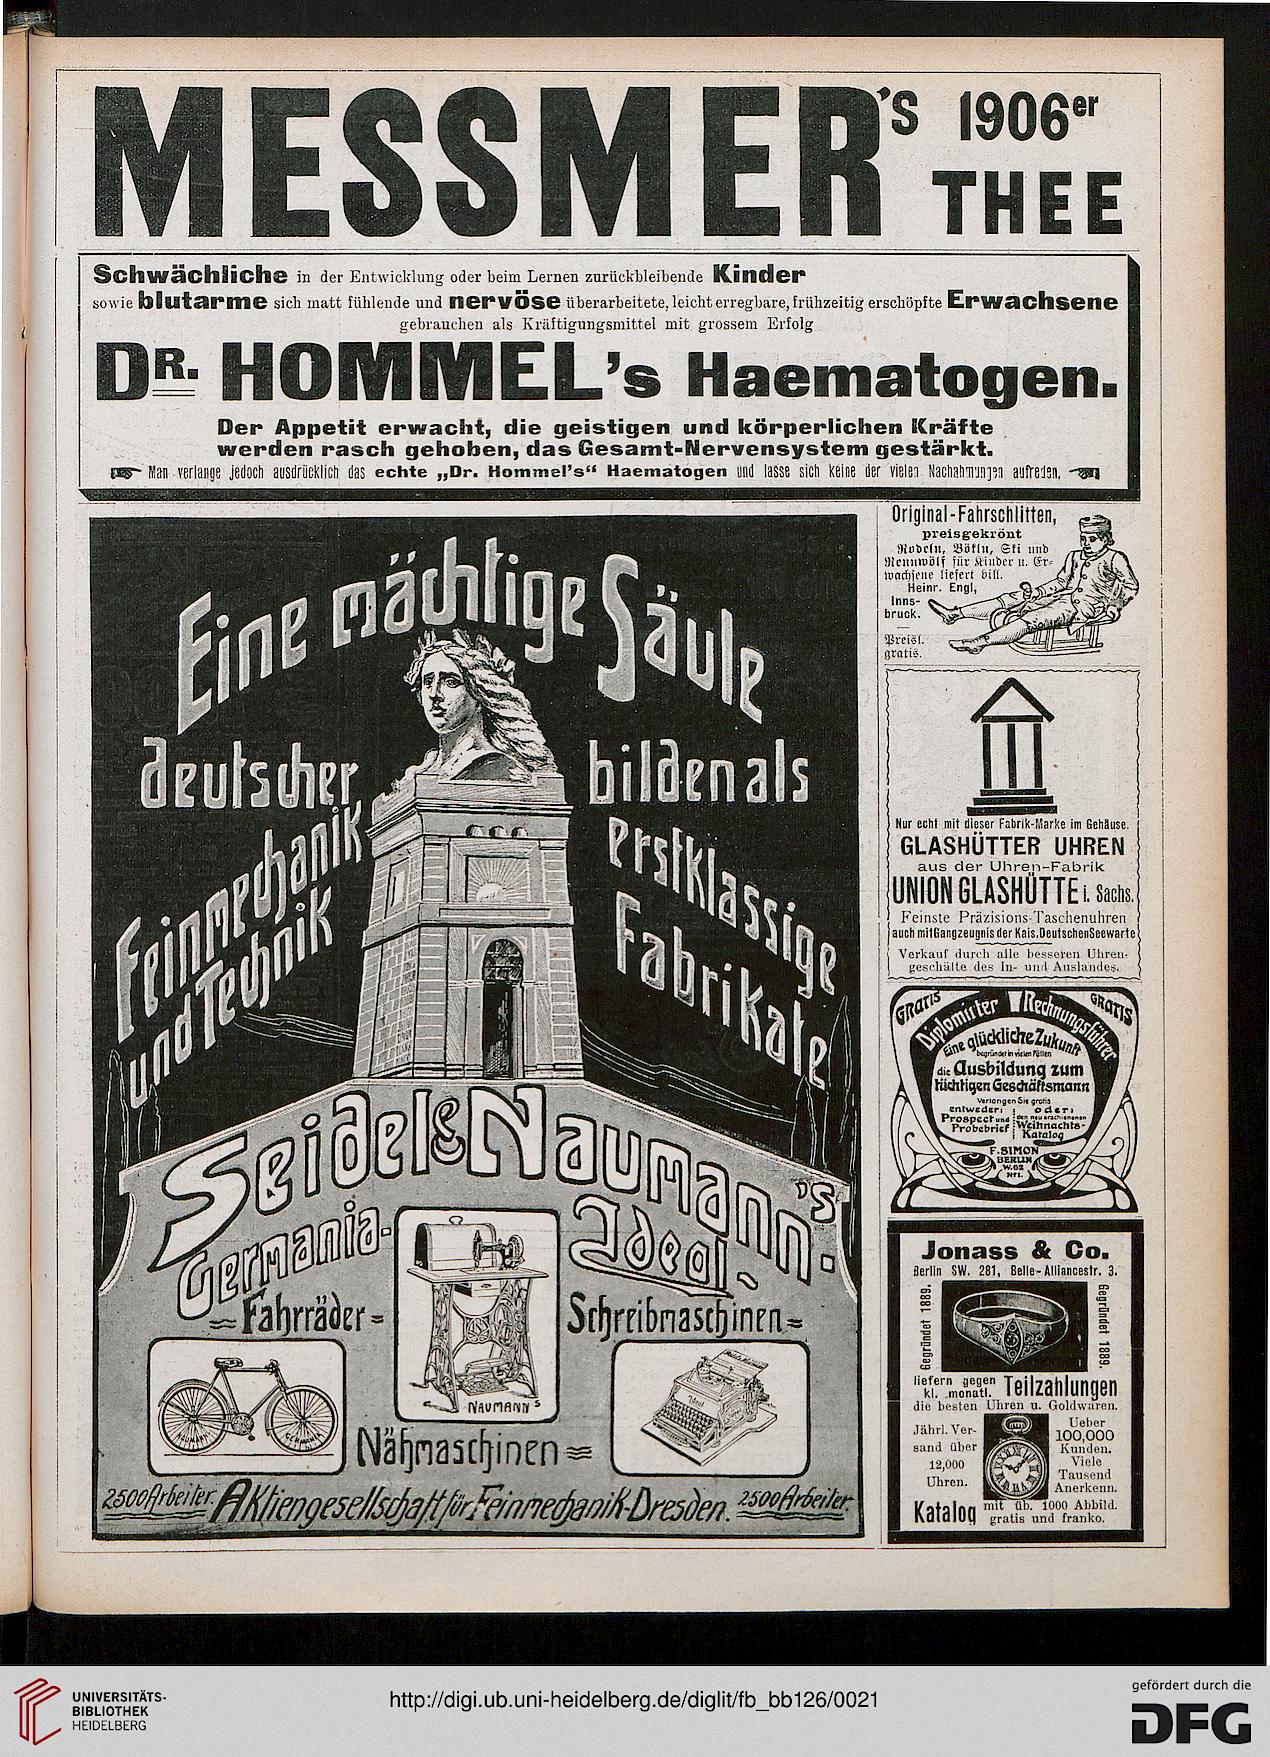 MESSMER'S 1906er
THEE
Schwächliche in der Entwicklung oder beim Lernen zurückbleibende Kinder
sowie blutarme sich matt fühlende und nervöse überarbeitete, leicht erregbare, frühzeitig erschöpfte Erwachsene
gebrauchen als Kräftigungsmittel mit grossem Erfolg
DR. HOMMEL's Haematogen.
Der Appetit erwacht, die geistigen und körperlichen Kräfte
werden rasch gehoben, das Gesamt-Nervensystem gestärkt.
Man verlange jedoch ausdrücklich das echte „Dr. Hommel's“ Haematogen und lasse sich keine der vielen Nachahmungen aufreden.
Eine mächtige Säule
deutscher
Feinmechanik
und Technik
bilden als
erstklassige
Fabrikate
Seidel & Naumann's
Germania-
Fahrräder
Ideal-
Schreibmaschinen
NAUMANN'S
NAUMANN GERMANIA
Ideal
Nähmaschinen
2500 Arbeiter. Aktiengesellschaft für Feinmechanik-Dresden. 2500 Arbeiter.
Original-Fahrschlitten,
preisgekrönt
Rodeln, Bökln, Ski und
Rennwölf für Kinder u. Er-
wachsene liefert bill.
Heinr. Engl,
Inns-
bruck.
Preisl.
gratis.
Nur echt mit dieser Fabrik-Marke im Gehäuse.
GLASHÜTTER UHREN
aus der Uhren-Fabrik
UNION GLASHÜTTE i. Sachs.
Feinste Präzisions-Taschenuhren
auch mit Gangzeugnis der Kais. Deutschen Seewarte
Verkauf durch alle besseren Uhren-
geschäfte des In- und Auslandes.
GRATIS GRATIS
Diplomirter Rechnungsführer
Eine glückliche Zukunft
begründet in vielen Fällen
die Ausbildung zum
tüchtigen Geschäftsmann
Verlangen Sie gratis
entweder: oder:
Prospect und den neu erschienenen
Probebrief Weihnachts-
Katalog
F. SIMON
BERLIN
W. 62
Nr 1.
Jonass & Co.
Berlin SW. 281, Belle-Alliancestr. 3.
Gegründet 1889.
Gegründet 1889.
liefern gegen
kl. monatl. Teilzahlungen
die besten Uhren u. Goldwaren.
Jährl. Ver-
sand über
12,000
Uhren.
Ueber
100,000
Kunden.
Viele
Tausend
Anerkenn.
Katalog mit üb. 1000 Abbild.
gratis und franko.
UNIVERSITÄTS-
BIBLIOTHEK
HEIDELBERG
http://digi.ub.uni-heidelberg.de/diglit/fb_bb126/0021
gefördert durch die
DFG